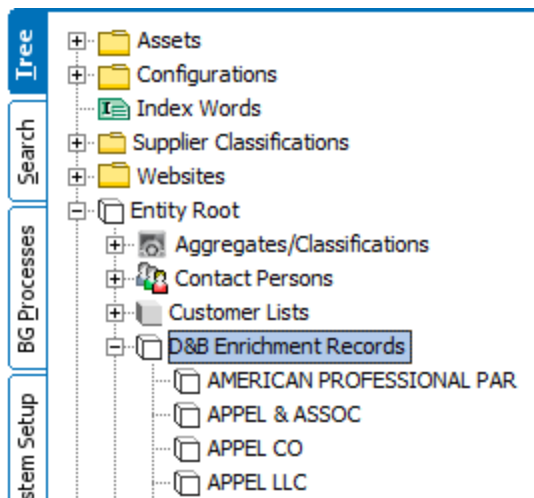 Tree
Search
BG Processes
stem Setup
Assets
Configurations
Index Words
Supplier Classifications
Websites
Entity Root
Aggregates/Classifications
Contact Persons
Customer Lists
D&B Enrichment Records
AMERICAN PROFESSIONAL PAR
APPEL & ASSOC
APPEL CO
APPEL LLC